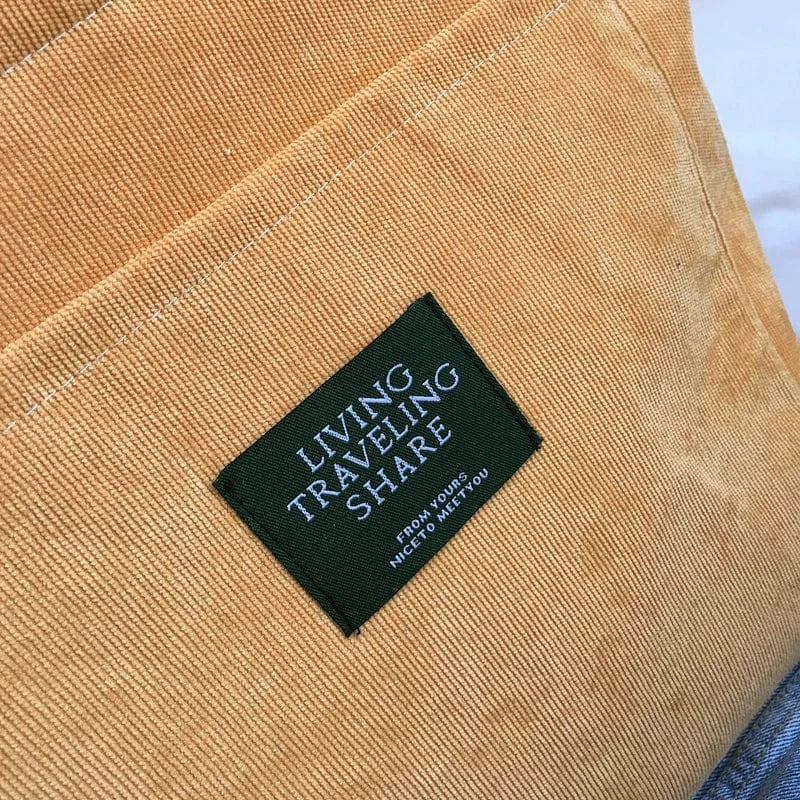 LIVING
TRAVELING
SHARE
FROM YOURS
NICETO MEETYOU